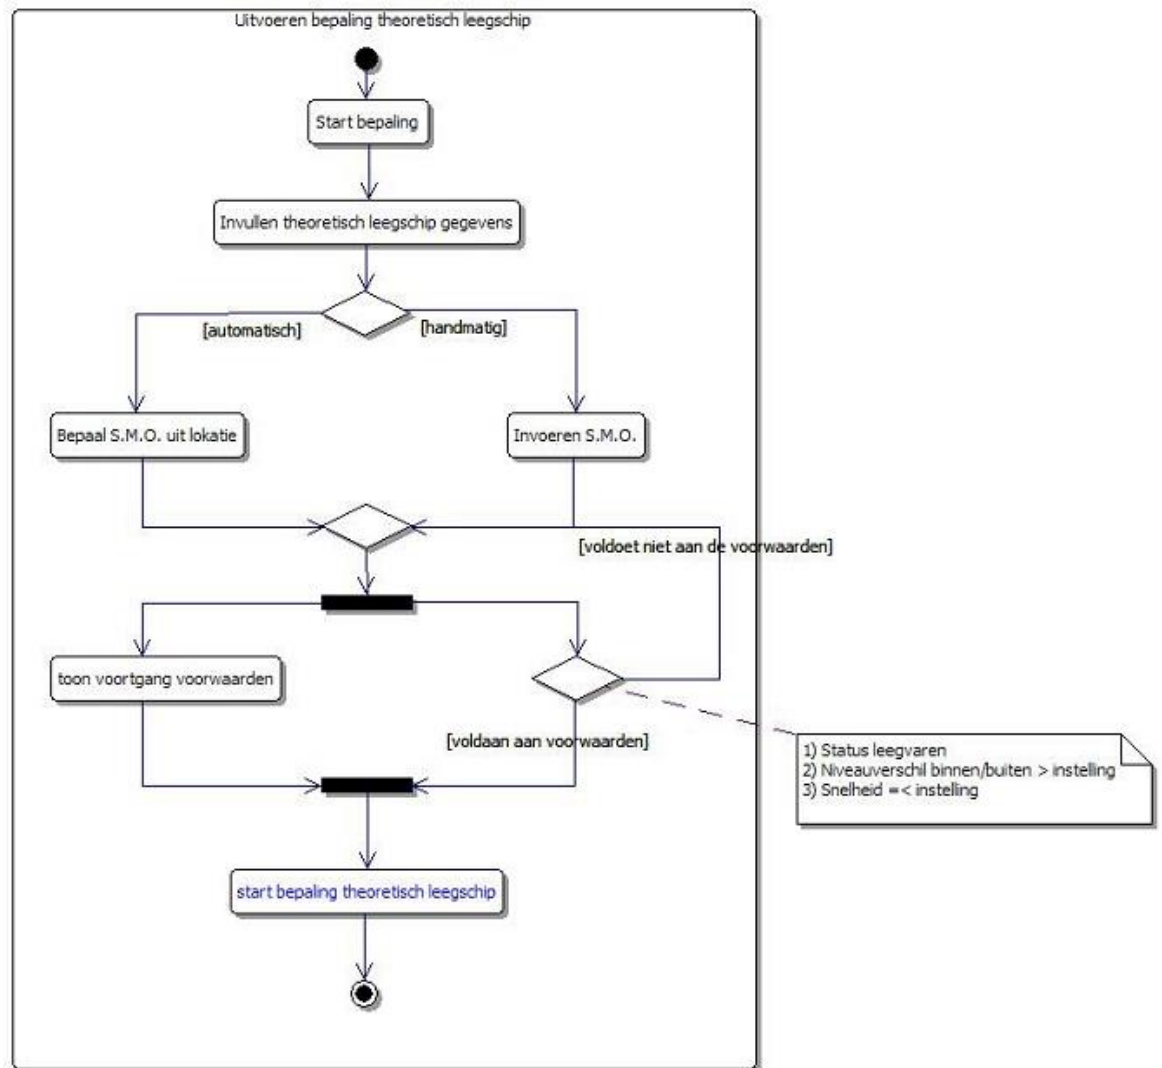 Uitvoeren bepaling theoretisch leegschip
Start bepaling
Invullen theoretisch leegschip gegevens
[automatisch]
[handmatig]
Bepaal S.M.O. uit lokatie
Invoeren S.M.O.
[voldoet niet aan de voorwaarden]
toon voortgang voorwaarden
[voldaan aan voorwaarden]
1) Status leegvaren
2) Niveauverschil binnen/buiten > instelling
3) Snelheid =< instelling
start bepaling theoretisch leegschip